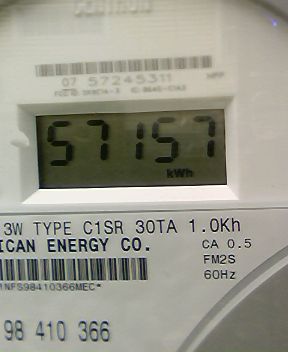 07 57245311
57157
kWh
3W TYPE C1SR 30TA 1.0Kh
ICAN ENERGY CO.
CA 0.5
FM2S
60Hz
98 410 366